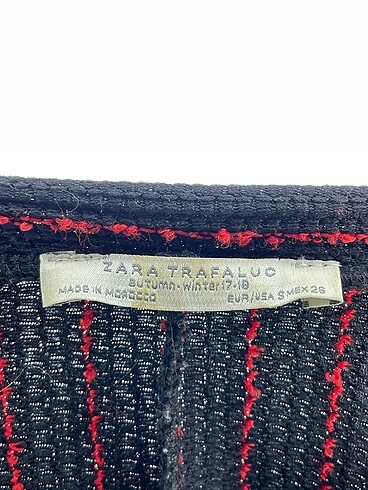 ZARA TRAFALUC
autumn-winter 17-18
MADE IN MOROCCO EUR/USA S MEX 26